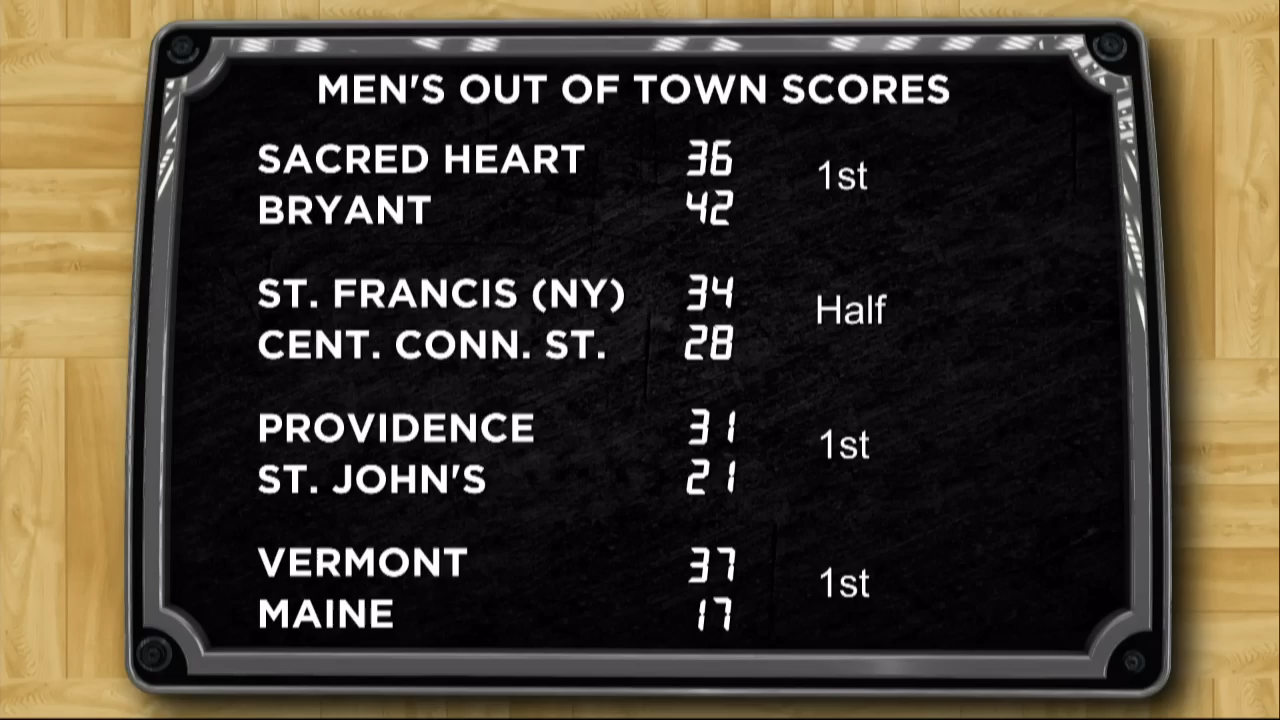 MEN'S OUT OF TOWN SCORES
SACRED HEART 36
1st
BRYANT 42
ST. FRANCIS (NY) 34
Half
CENT. CONN. ST. 28
PROVIDENCE 31
1st
ST. JOHN'S 21
VERMONT 37
1st
MAINE 17